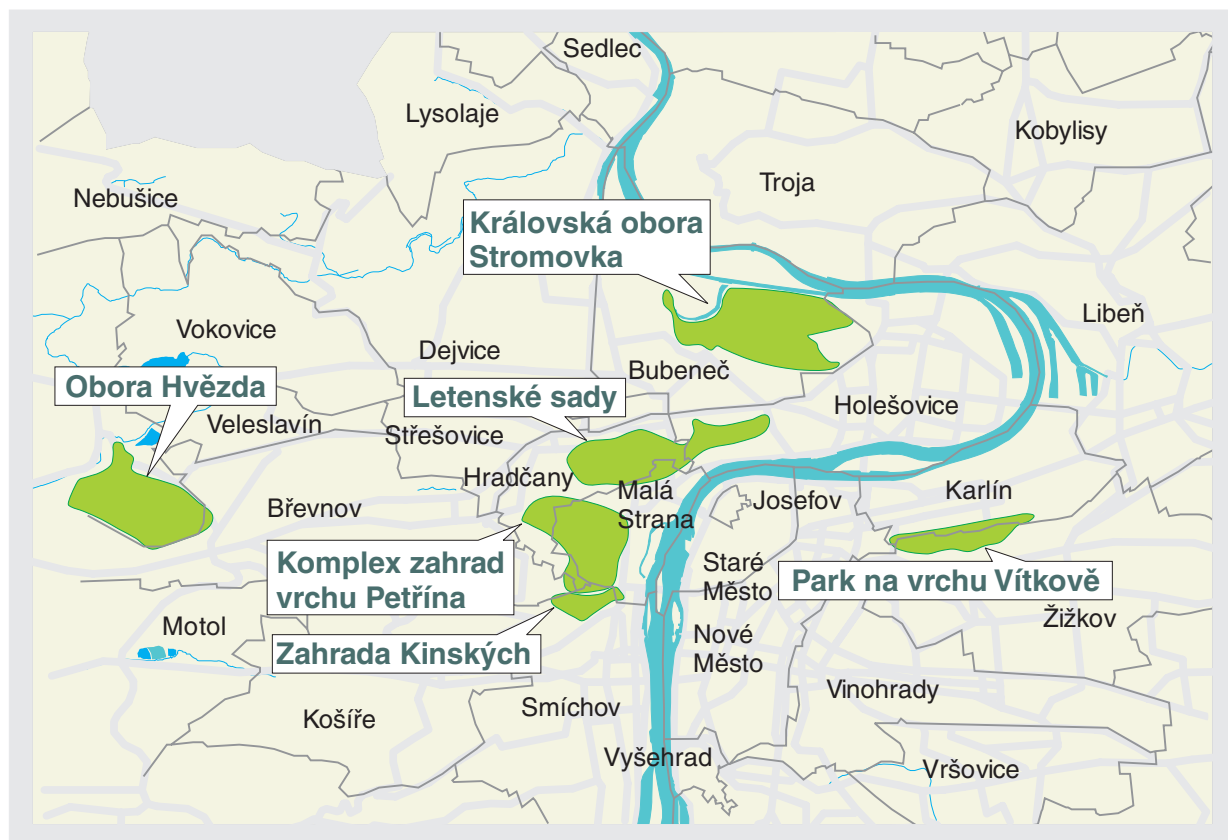 Sedlec
Lysolaje
Kobylisy
Troja
Nebušice
Královská obora
Stromovka
Libeň
Vokovice
Dejvice
Bubeneč
Obora Hvězda
Letenské sady
Holešovice
Veleslavín
Střešovice
Hradčany
Malá
Strana
Josefov
Karlín
Břevnov
Komplex zahrad
vrchu Petřína
Staré
Město
Park na vrchu Vítkově
Žižkov
Motol
Zahrada Kinských
Nové
Město
Vinohrady
Smíchov
Košíře
Vyšehrad
Vršovice